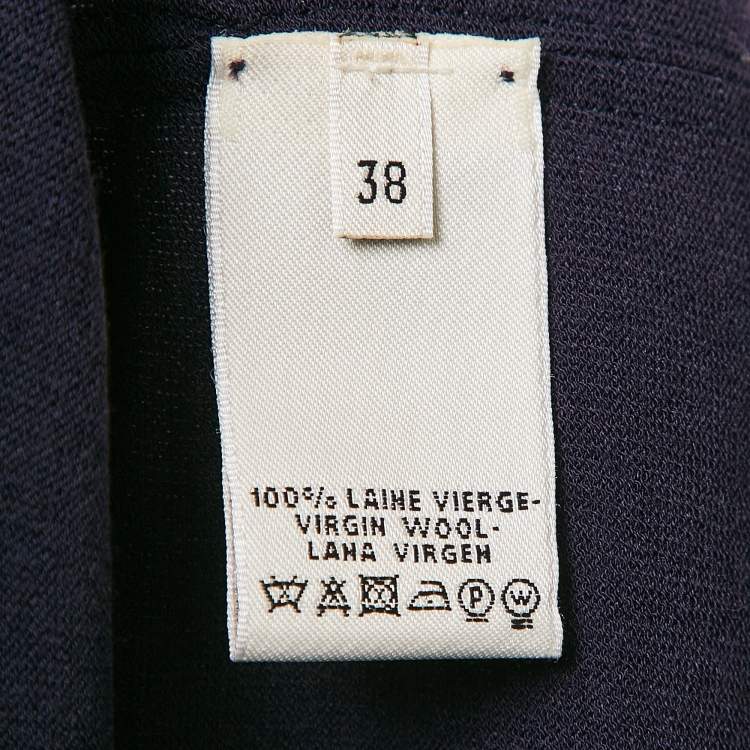 38
100% LAINE VIERGE-
VIRGIN WOOL-
LANA VIRGEN
P W